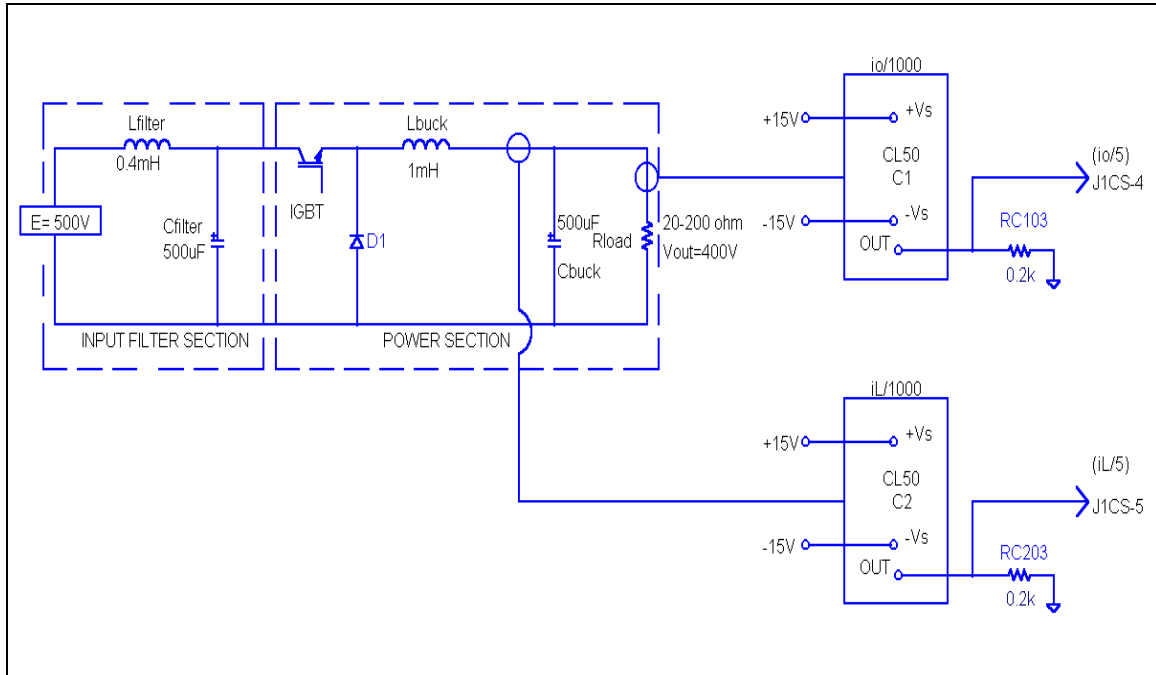 io/1000
Lfilter
0.4mH
Lbuck
1mH
+15V
+Vs
(io/5)
J1CS-4
CL50
C1
IGBT
E= 500V
Cfilter
500uF
D1
500uF
Cbuck
Rload
20-200 ohm
Vout=400V
-15V
-Vs
OUT
RC103
0.2k
INPUT FILTER SECTION
POWER SECTION
iL/1000
+15V
+Vs
(iL/5)
J1CS-5
CL50
C2
-15V
-Vs
OUT
RC203
0.2k